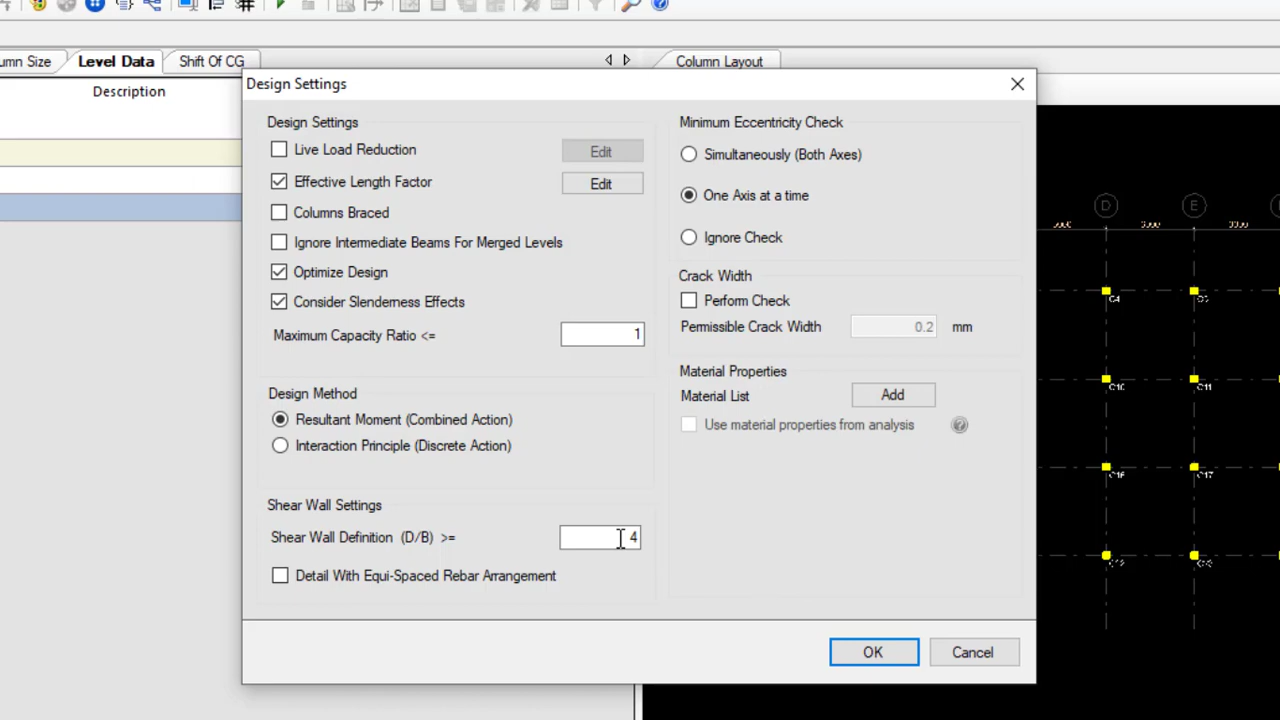 umn Size
Level Data
Shift Of CG
Column Layout
Description
Design Settings
Design Settings
Live Load Reduction
Edit
Effective Length Factor
Edit
Columns Braced
Ignore Intermediate Beams For Merged Levels
Optimize Design
Consider Slenderness Effects
Maximum Capacity Ratio <=
1
Design Method
Resultant Moment (Combined Action)
Interaction Principle (Discrete Action)
Shear Wall Settings
Shear Wall Definition (D/B) >=
4
Detail With Equi-Spaced Rebar Arrangement
Minimum Eccentricity Check
Simultaneously (Both Axes)
One Axis at a time
Ignore Check
Crack Width
Perform Check
Permissible Crack Width
0.2 mm
Material Properties
Material List
Add
Use material properties from analysis
?
OK
Cancel
D
E
C10
C11
C16
C17